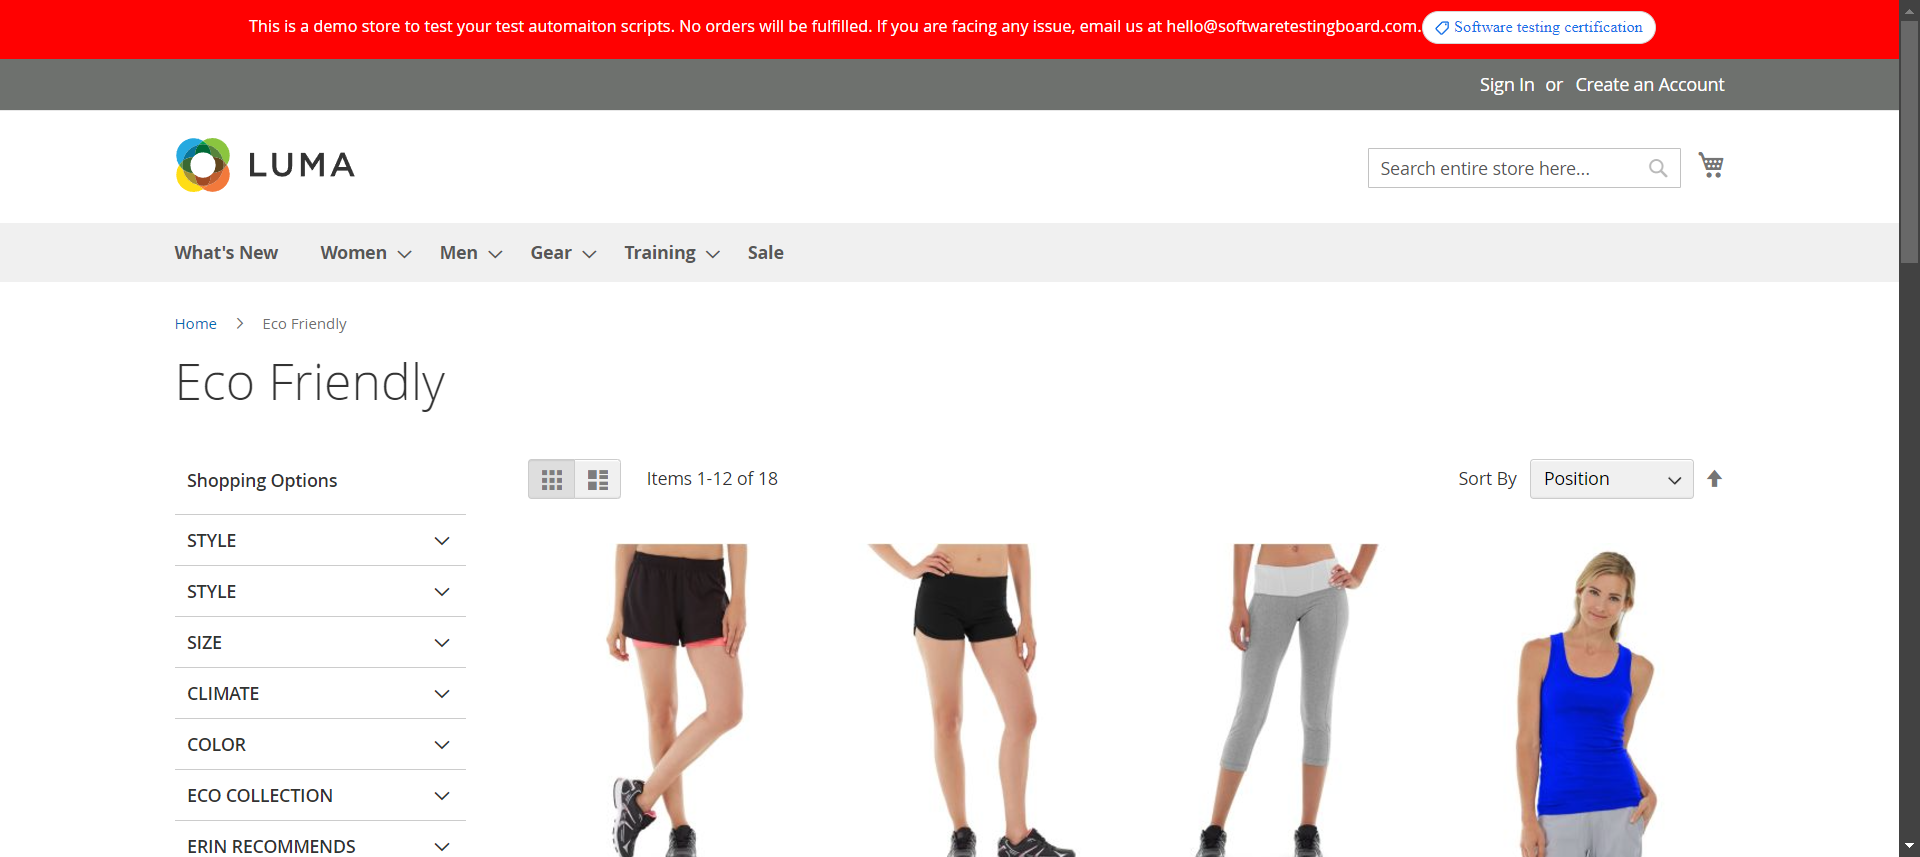 This is a demo store to test your test automaiton scripts. No orders will be fulfilled. If you are facing any issue, email us at hello@softwaretestingboard.com. Software testing certification
Sign In or Create an Account
LUMA
Search entire store here...
What's New Women Men Gear Training Sale
Home Eco Friendly
Eco Friendly
Shopping Options
Items 1-12 of 18
Sort By Position
STYLE
STYLE
SIZE
CLIMATE
COLOR
ECO COLLECTION
ERIN RECOMMENDS